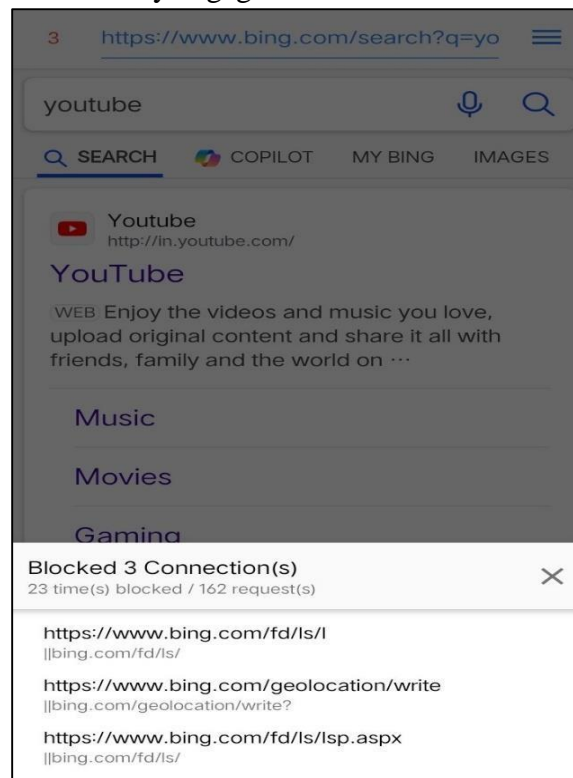 3 https://www.bing.com/search?q=yo
youtube
SEARCH COPILOT MY BING IMAGES
Youtube
http://in.youtube.com/
YouTube
WEB Enjoy the videos and music you love,
upload original content and share it all with
friends, family and the world on ···
Music
Movies
Gaming
Blocked 3 Connection(s)
23 time(s) blocked / 162 request(s)
https://www.bing.com/fd/ls/l
||bing.com/fd/ls/
https://www.bing.com/geolocation/write
||bing.com/geolocation/write?
https://www.bing.com/fd/ls/lsp.aspx
||bing.com/fd/ls/